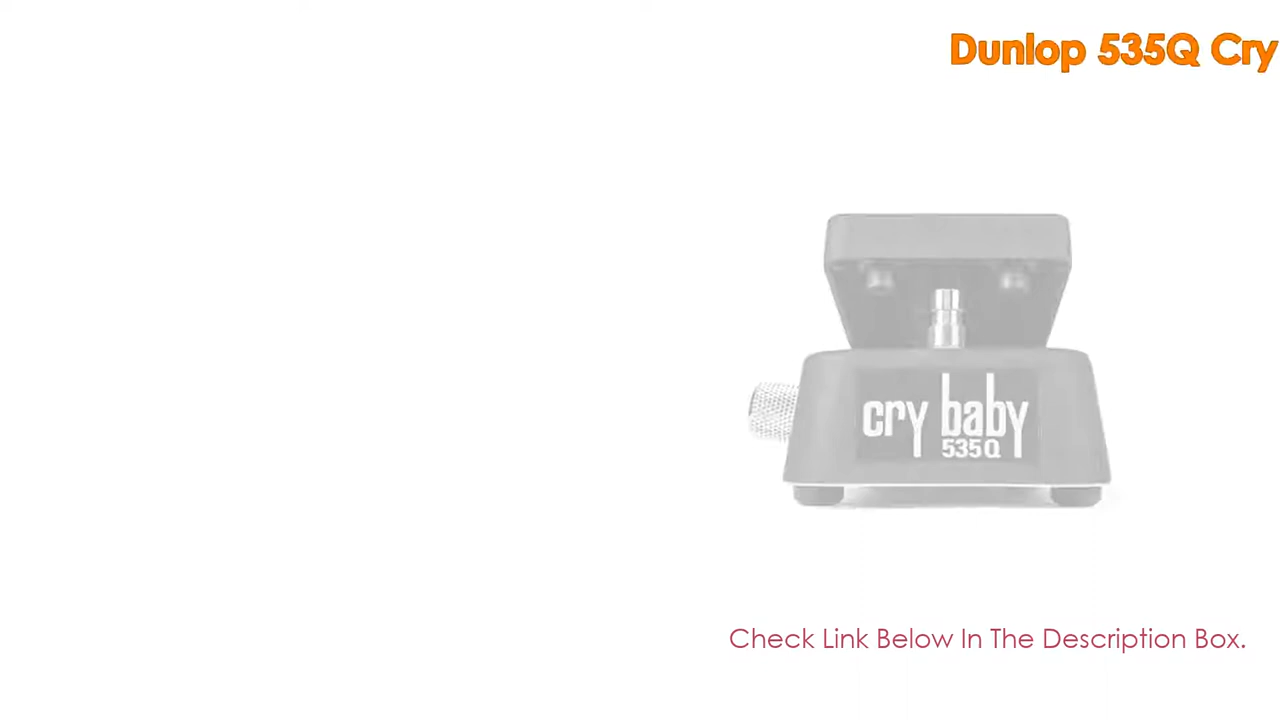 Dunlop 535Q Cry
cry baby
535Q
Check Link Below In The Description Box.